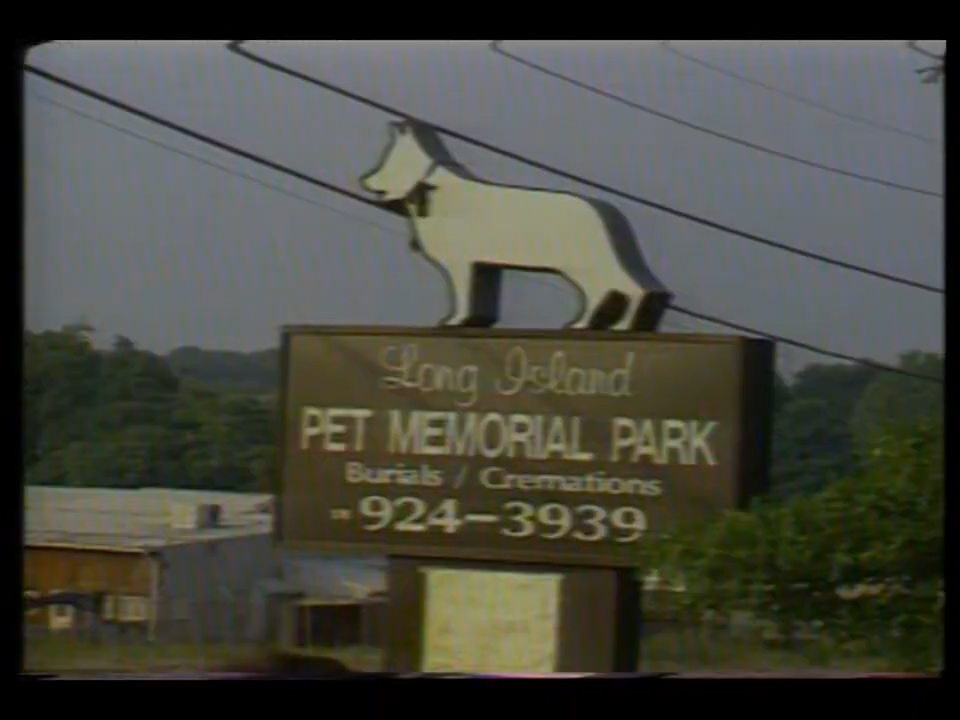 Long Island
PET MEMORIAL PARK
Burials / Cremations
924-3939